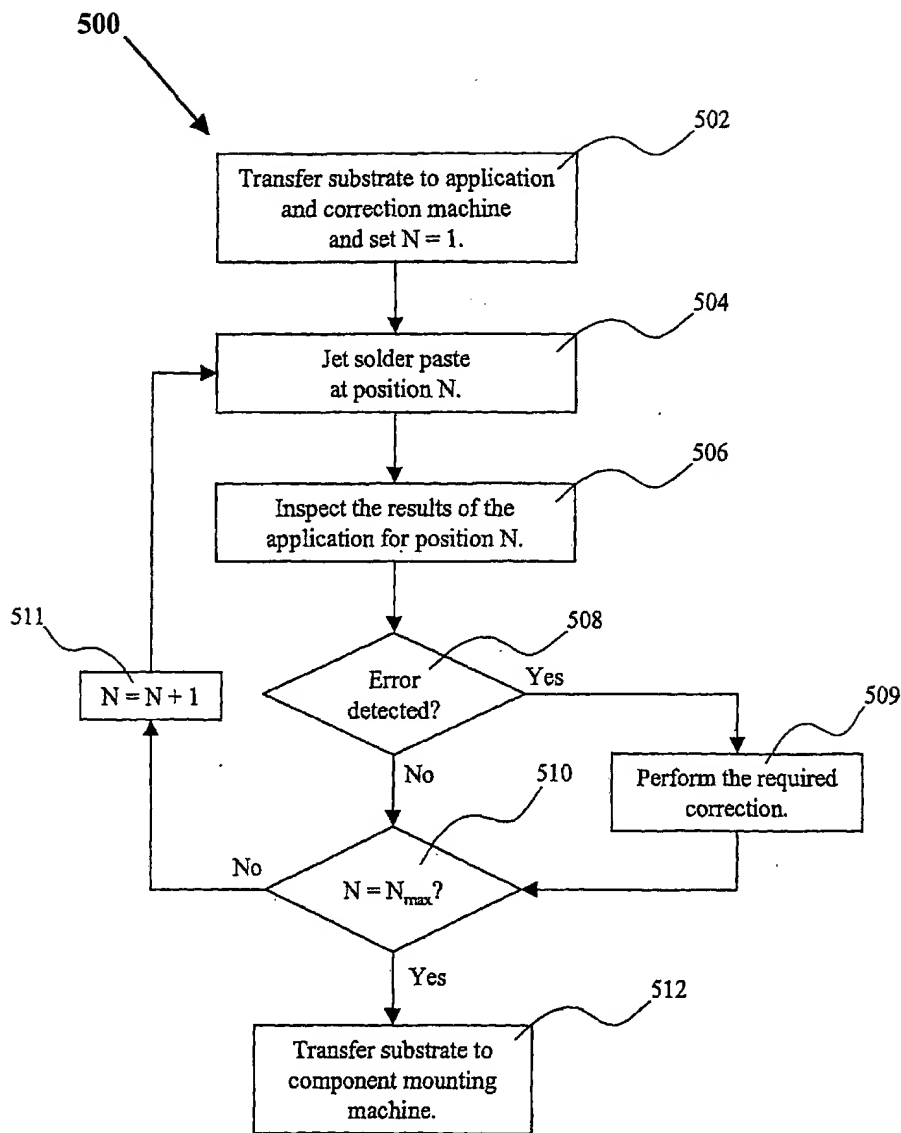 500
502
Transfer substrate to application
and correction machine
and set N = 1.
504
Jet solder paste
at position N.
506
Inspect the results of the
application for position N.
511
N = N + 1
508
Error
detected?
Yes
No
509
Perform the required
correction.
510
N = Nmax?
No
Yes
512
Transfer substrate to
component mounting
machine.